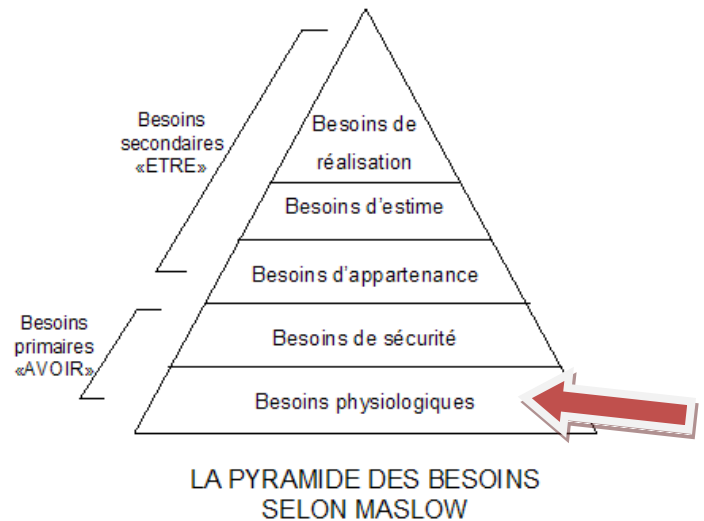 Besoins
secondaires
«ETRE»
Besoins de
réalisation
Besoins d'estime
Besoins d'appartenance
Besoins
primaires
«AVOIR»
Besoins de sécurité
Besoins physiologiques
LA PYRAMIDE DES BESOINS
SELON MASLOW